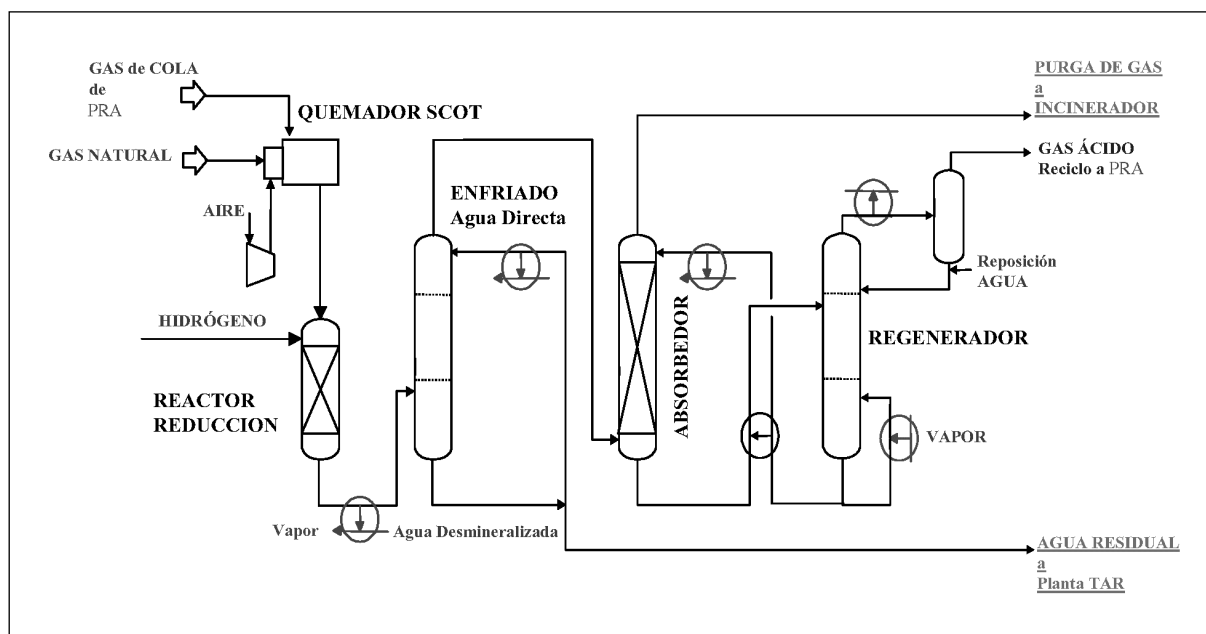 GAS de COLA
de
PRA
QUEMADOR SCOT
GAS NATURAL
AIRE
HIDRÓGENO
REACTOR
REDUCCION
Vapor
Agua Desmineralizada
ENFRIADO
Agua Directa
ABSORBEDOR
PURGA DE GAS
a
INCINERADOR
GAS ÁCIDO
Reciclo a PRA
Reposición
AGUA
REGENERADOR
VAPOR
AGUA RESIDUAL
a
Planta TAR